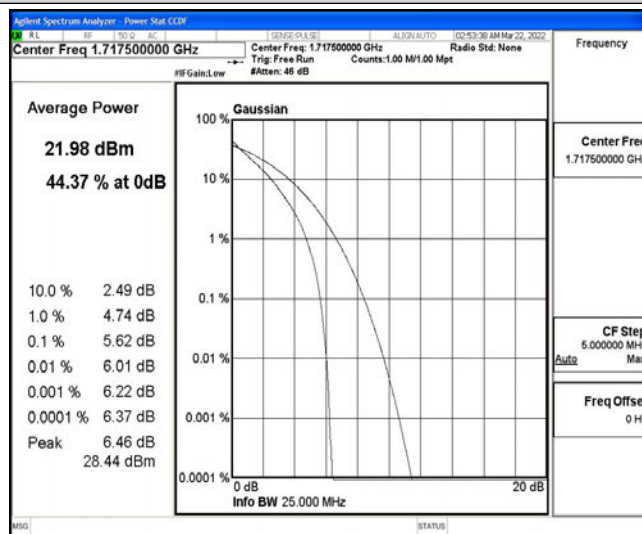 Agilent Spectrum Analyzer - Power Stat CCDF
RL RF 50 Ω AC SENSE:PULSE ALIGN AUTO 02:53:38 AM Mar 22, 2022
Center Freq 1.717500000 GHz
Center Freq: 1.717500000 GHz Radio Std: None
Trig: Free Run Counts:1.00 M/1.00 Mpt
#IFGain:Low #Atten: 46 dB
Frequency
Average Power
21.98 dBm
44.37 % at 0dB
10.0 % 2.49 dB
1.0 % 4.74 dB
0.1 % 5.62 dB
0.01 % 6.01 dB
0.001 % 6.22 dB
0.0001 % 6.37 dB
Peak 6.46 dB
28.44 dBm
Gaussian
100 %
10 %
1 %
0.1 %
0.01 %
0.001 %
0.0001 %
0 dB 20 dB
Info BW 25.000 MHz
Center Fre
1.717500000 GH
CF Step
5.000000 MH
Auto Ma
Freq Offse
0 H
MSG STATUS